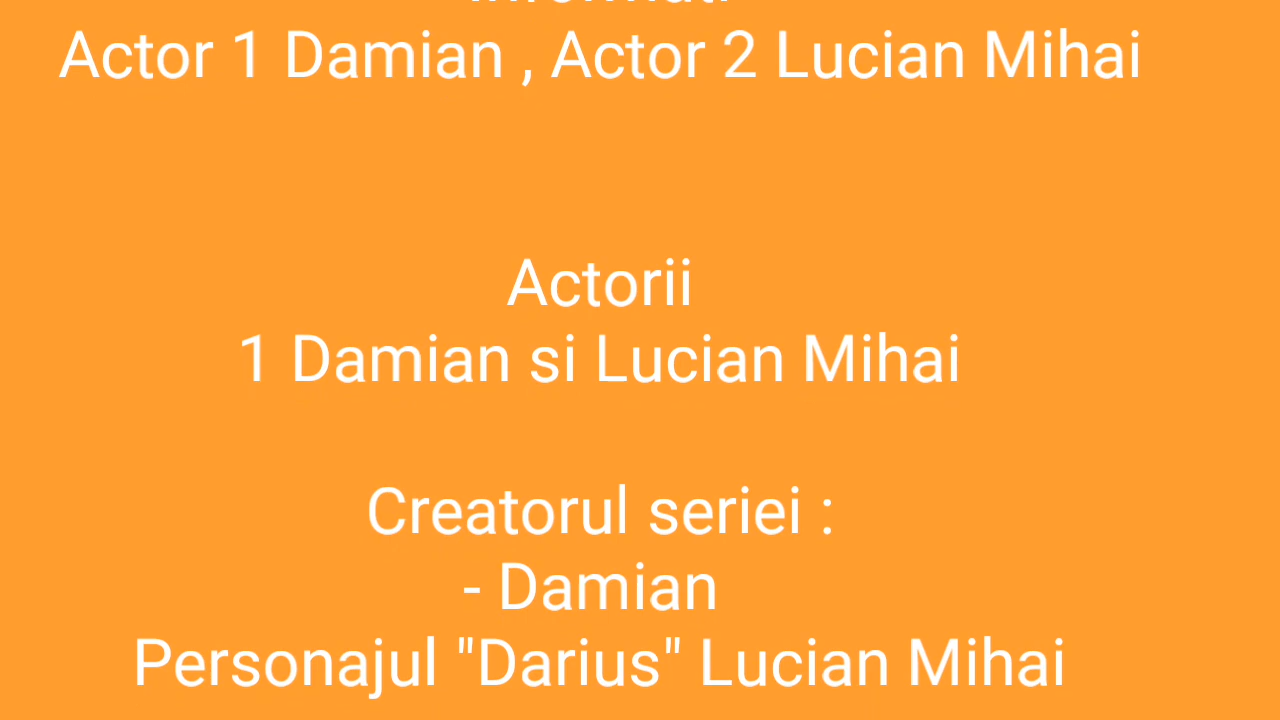 Actor 1 Damian , Actor 2 Lucian Mihai
Actorii
1 Damian si Lucian Mihai
Creatorul seriei :
- Damian
Personajul "Darius" Lucian Mihai